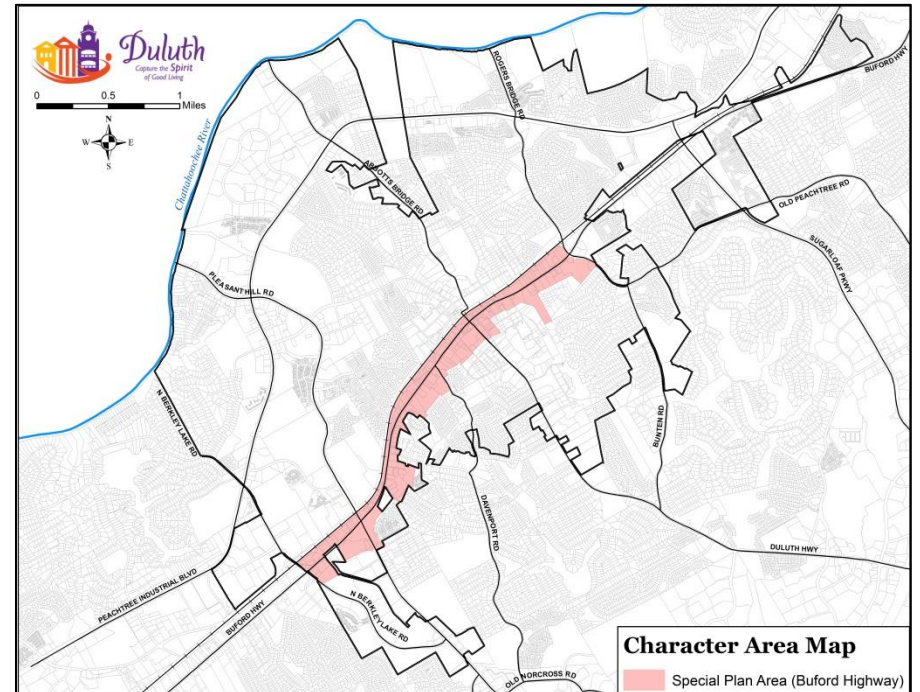 Duluth
Capture the Spirit
of Good Living
0 0.5 1
Miles
N
W E
S
Chattahoochee River
ROGERS BRIDGE RD
BUFORD HWY
ABBOTTS BRIDGE RD
OLD PEACHTREE RD
SUGARLOAF PKWY
PLEASANT HILL RD
N BERKLEY LAKE RD
BUNTEN RD
DAVENPORT RD
DULUTH HWY
PEACHTREE INDUSTRIAL BLVD
BUFORD HWY
N BERKLEY LAKE RD
OLD NORCROSS RD
Character Area Map
Special Plan Area (Buford Highway)